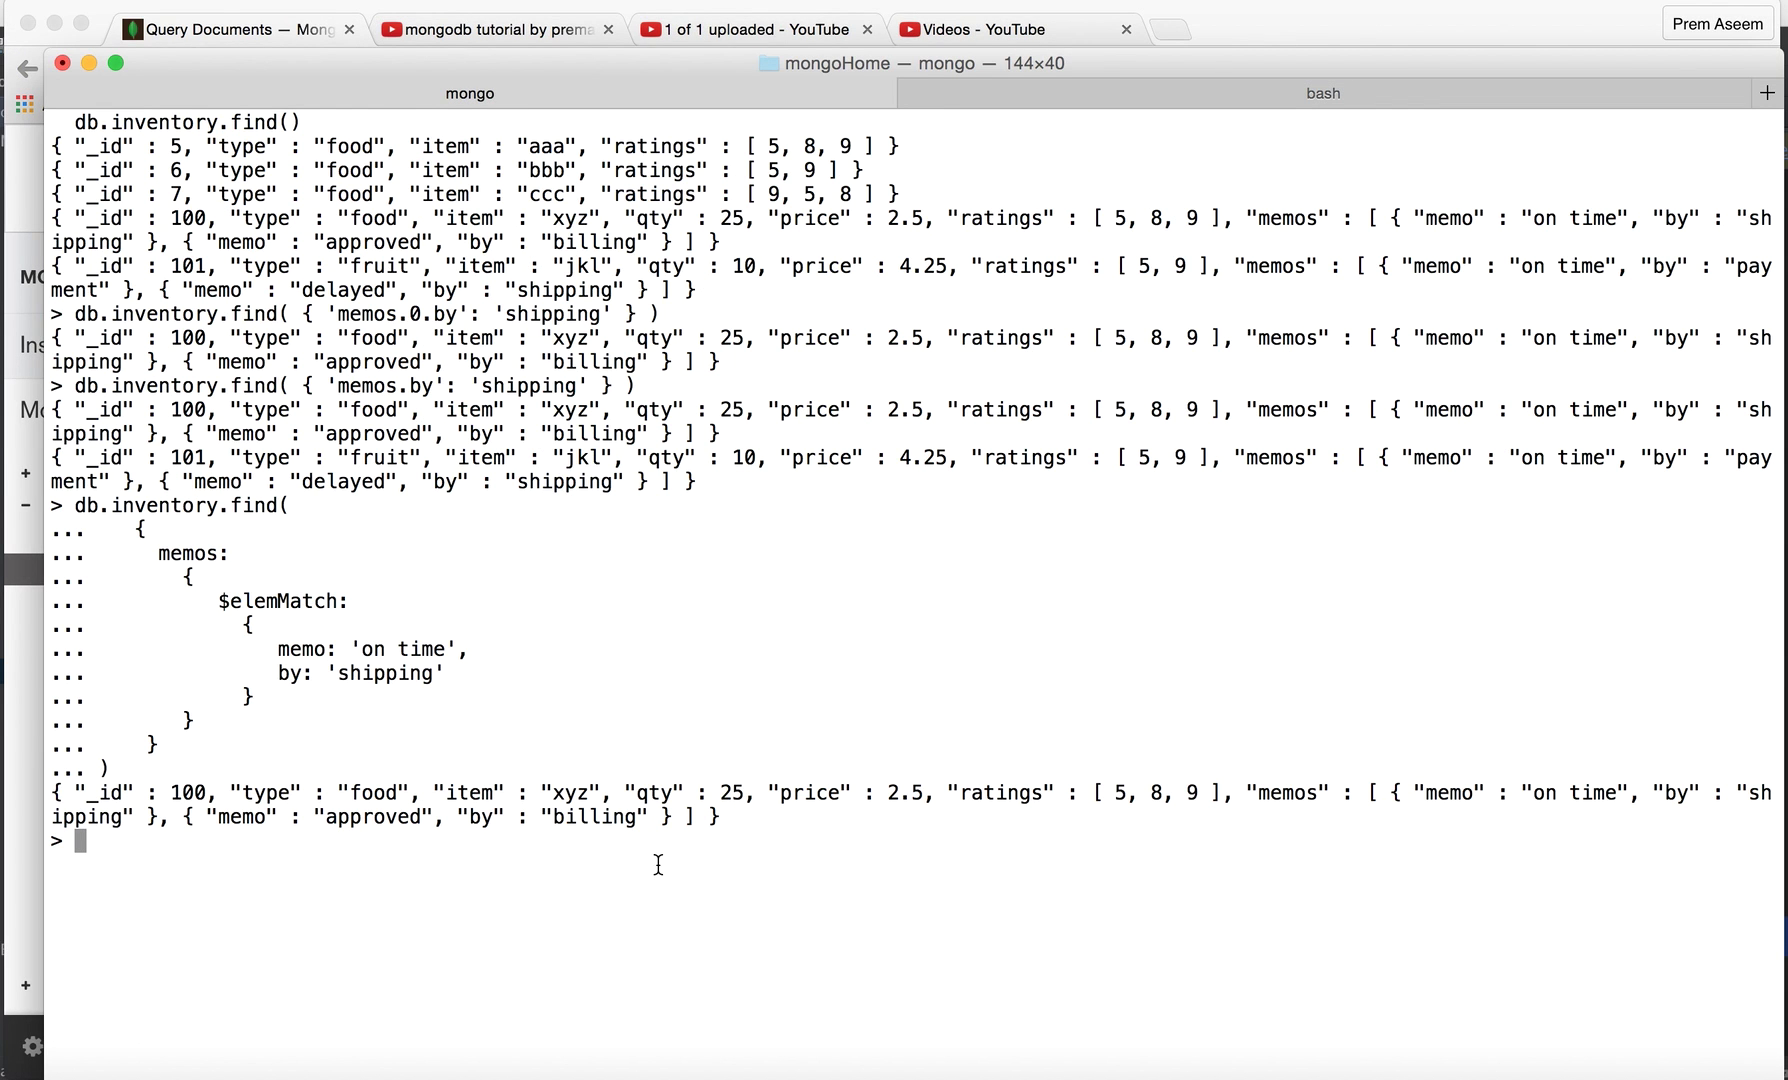 Query Documents — Mong
mongodb tutorial by prema
1 of 1 uploaded - YouTube
Videos - YouTube
Prem Aseem
mongoHome — mongo — 144×40
mongo
bash
+
db.inventory.find()
{ "_id" : 5, "type" : "food", "item" : "aaa", "ratings" : [ 5, 8, 9 ] }
{ "_id" : 6, "type" : "food", "item" : "bbb", "ratings" : [ 5, 9 ] }
{ "_id" : 7, "type" : "food", "item" : "ccc", "ratings" : [ 9, 5, 8 ] }
{ "_id" : 100, "type" : "food", "item" : "xyz", "qty" : 25, "price" : 2.5, "ratings" : [ 5, 8, 9 ], "memos" : [ { "memo" : "on time", "by" : "sh
ipping" }, { "memo" : "approved", "by" : "billing" } ] }
{ "_id" : 101, "type" : "fruit", "item" : "jkl", "qty" : 10, "price" : 4.25, "ratings" : [ 5, 9 ], "memos" : [ { "memo" : "on time", "by" : "pay
ment" }, { "memo" : "delayed", "by" : "shipping" } ] }
> db.inventory.find( { 'memos.0.by': 'shipping' } )
{ "_id" : 100, "type" : "food", "item" : "xyz", "qty" : 25, "price" : 2.5, "ratings" : [ 5, 8, 9 ], "memos" : [ { "memo" : "on time", "by" : "sh
ipping" }, { "memo" : "approved", "by" : "billing" } ] }
> db.inventory.find( { 'memos.by': 'shipping' } )
{ "_id" : 100, "type" : "food", "item" : "xyz", "qty" : 25, "price" : 2.5, "ratings" : [ 5, 8, 9 ], "memos" : [ { "memo" : "on time", "by" : "sh
ipping" }, { "memo" : "approved", "by" : "billing" } ] }
{ "_id" : 101, "type" : "fruit", "item" : "jkl", "qty" : 10, "price" : 4.25, "ratings" : [ 5, 9 ], "memos" : [ { "memo" : "on time", "by" : "pay
ment" }, { "memo" : "delayed", "by" : "shipping" } ] }
> db.inventory.find(
... {
... memos:
... {
... $elemMatch:
... {
... memo: 'on time',
... by: 'shipping'
... }
... }
... }
... )
{ "_id" : 100, "type" : "food", "item" : "xyz", "qty" : 25, "price" : 2.5, "ratings" : [ 5, 8, 9 ], "memos" : [ { "memo" : "on time", "by" : "sh
ipping" }, { "memo" : "approved", "by" : "billing" } ] }
>